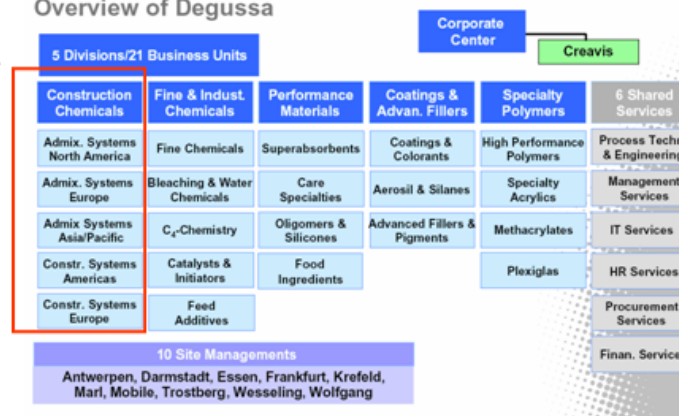 Overview of Degussa
Corporate
Center
Creavis
5 Divisions/21 Business Units
Construction
Chemicals
Admix. Systems
North America
Admix. Systems
Europe
Admix Systems
Asia/Pacific
Constr. Systems
Americas
Constr. Systems
Europe
Fine & Indust.
Chemicals
Fine Chemicals
Bleaching & Water
Chemicals
C₄-Chemistry
Catalysts &
Initiators
Feed
Additives
Performance
Materials
Superabsorbents
Care
Specialties
Oligomers &
Silicones
Food
Ingredients
Coatings &
Advan. Fillers
Coatings &
Colorants
Aerosil & Silanes
Advanced Fillers &
Pigments
Specialty
Polymers
High Performance
Polymers
Specialty
Acrylics
Methacrylates
Plexiglas
6 Shared
Services
Process Techn
& Engineering
Management
Services
IT Services
HR Services
Procurement
Services
Finan. Service
10 Site Managements
Antwerpen, Darmstadt, Essen, Frankfurt, Krefeld,
Marl, Mobile, Trostberg, Wesseling, Wolfgang